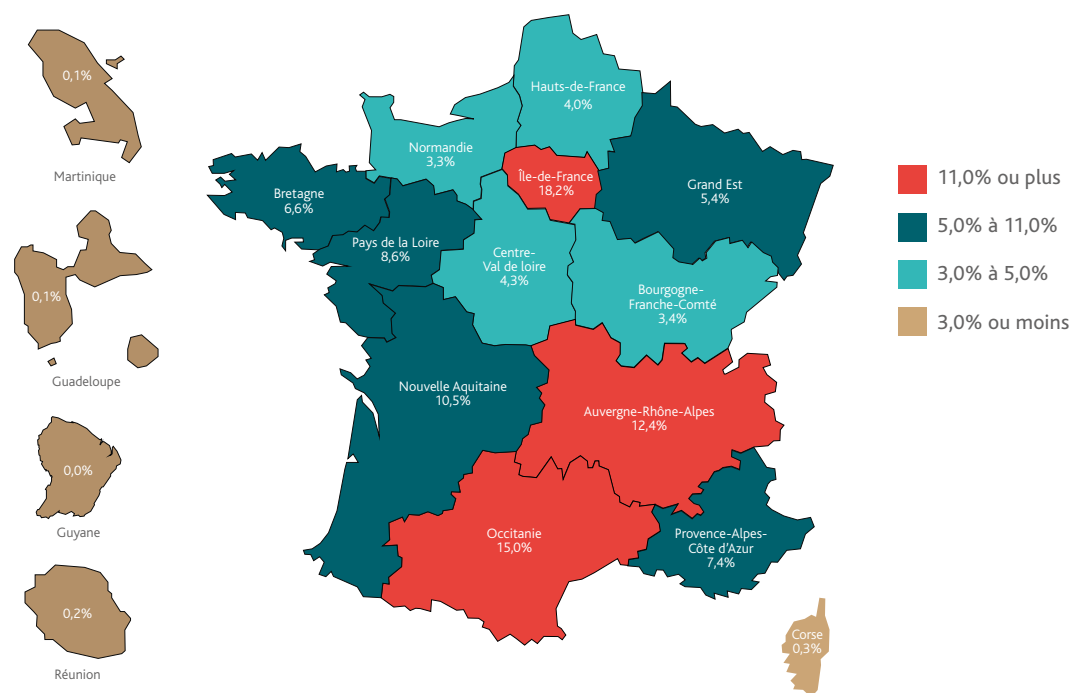 0,1%
Martinique
0,1%
Guadeloupe
0,0%
Guyane
0,2%
Réunion
Hauts-de-France
4,0%
Normandie
3,3%
Île-de-France
18,2%
Grand Est
5,4%
Bretagne
6,6%
Pays de la Loire
8,6%
Centre-
Val de loire
4,3%
Bourgogne-
Franche-Comté
3,4%
Nouvelle Aquitaine
10,5%
Auvergne-Rhône-Alpes
12,4%
Occitanie
15,0%
Provence-Alpes-
Côte d'Azur
7,4%
Corse
0,3%
11,0% ou plus
5,0% à 11,0%
3,0% à 5,0%
3,0% ou moins